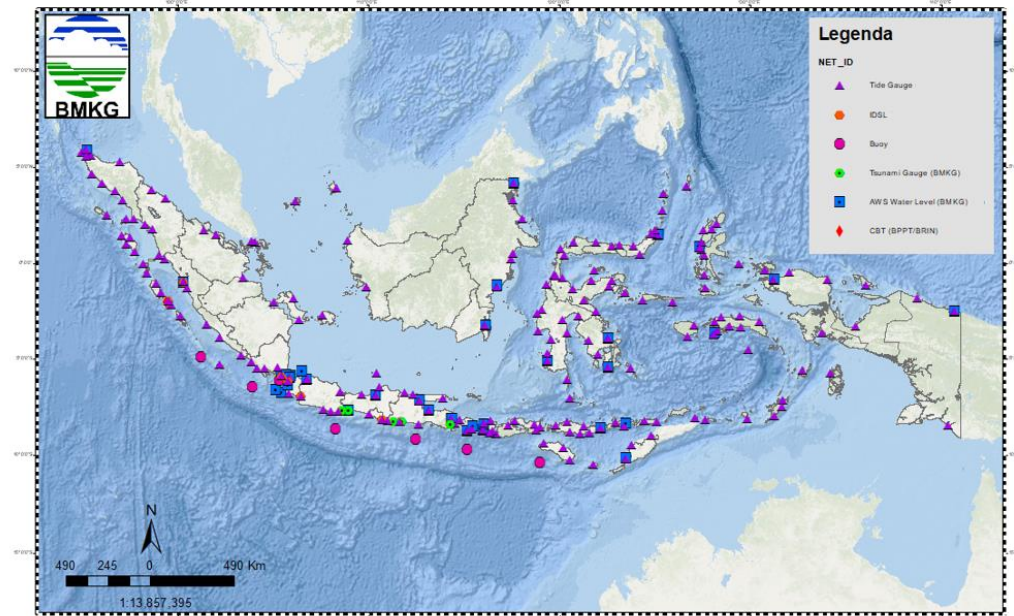 BMKG
Legenda
NET_ID
Tide Gauge
IDSL
Buoy
Tsunami Gauge (BMKG)
AWS Water Level (BMKG)
CBT (BPPT/BRIN)
N
490 245 0 490 Km
1:13.857.395